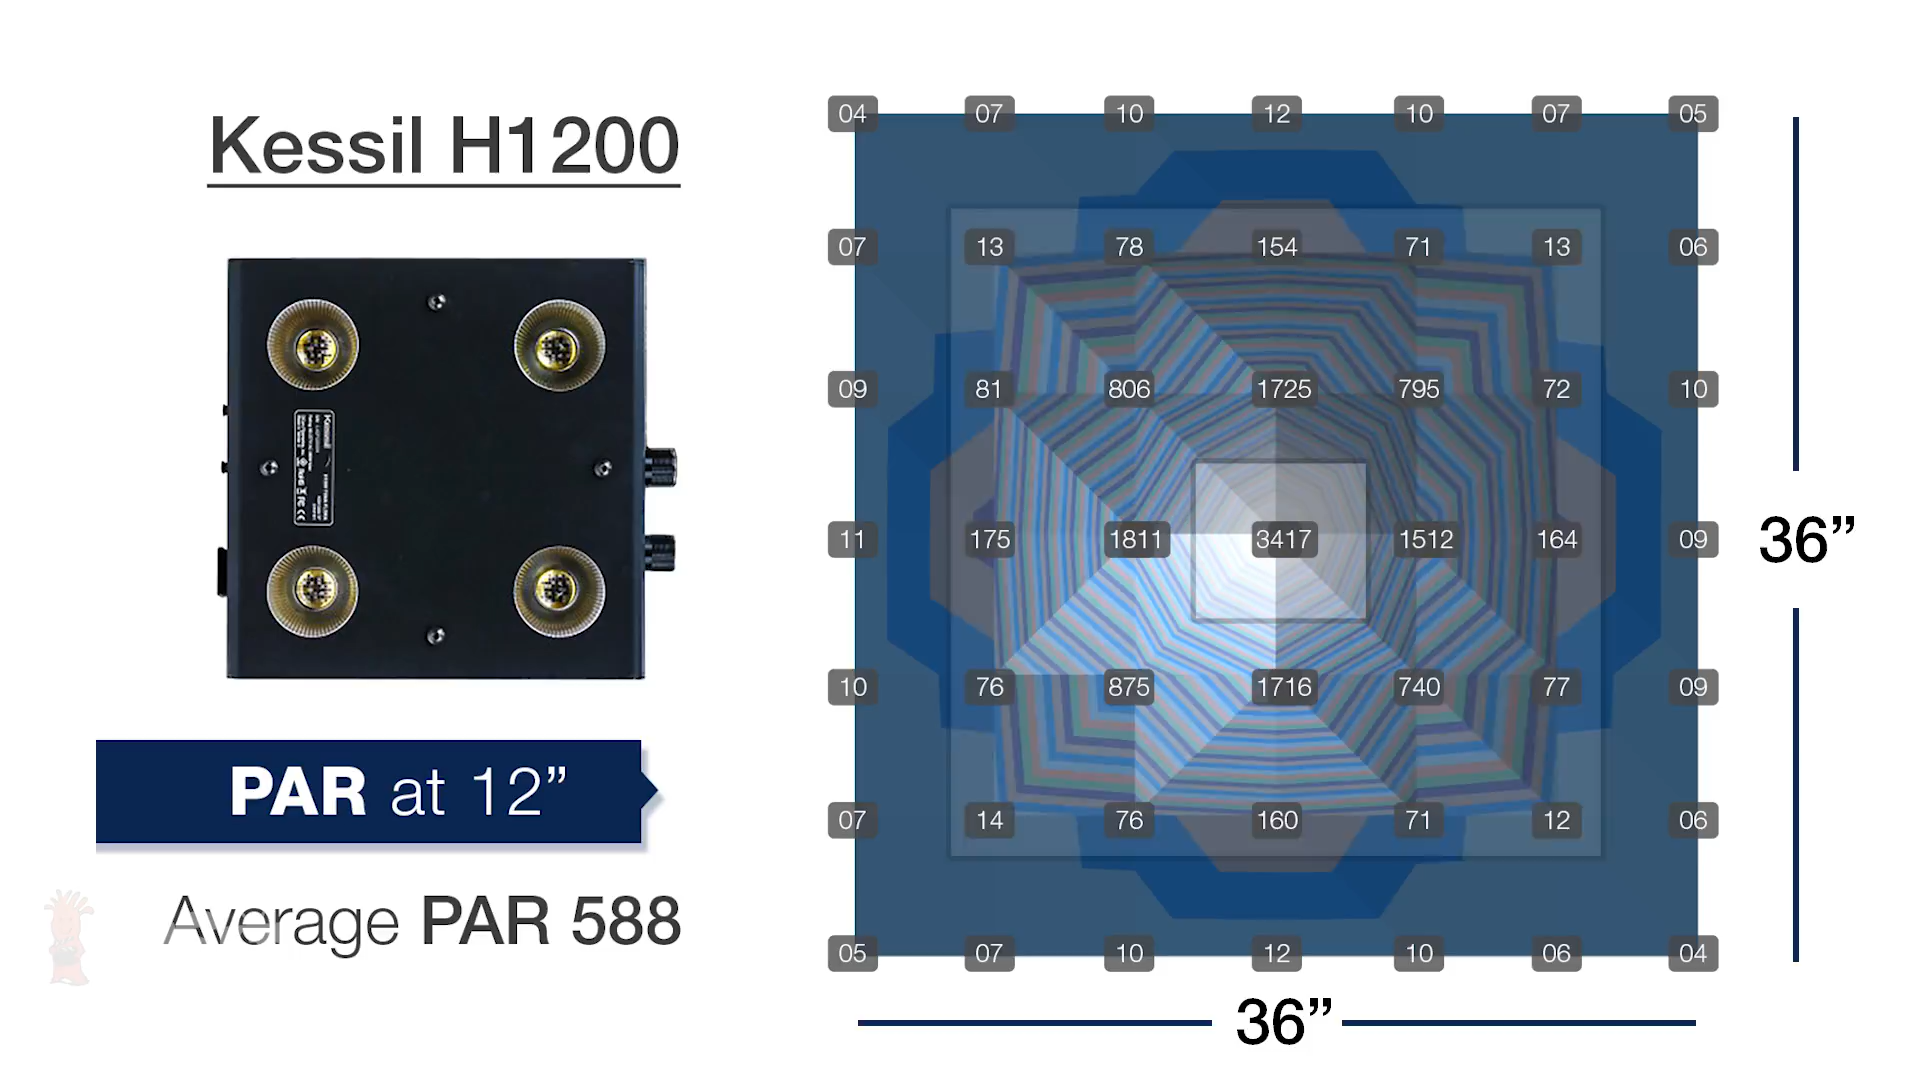 Kessil H1200
Kessil
PAR at 12”
Average PAR 588
04 07 10 12 10 07 05
07 13 78 154 71 13 06
09 81 806 1725 795 72 10
11 175 1811 3417 1512 164 09
10 76 875 1716 740 77 09
07 14 76 160 71 12 06
05 07 10 12 10 06 04
36”
36”